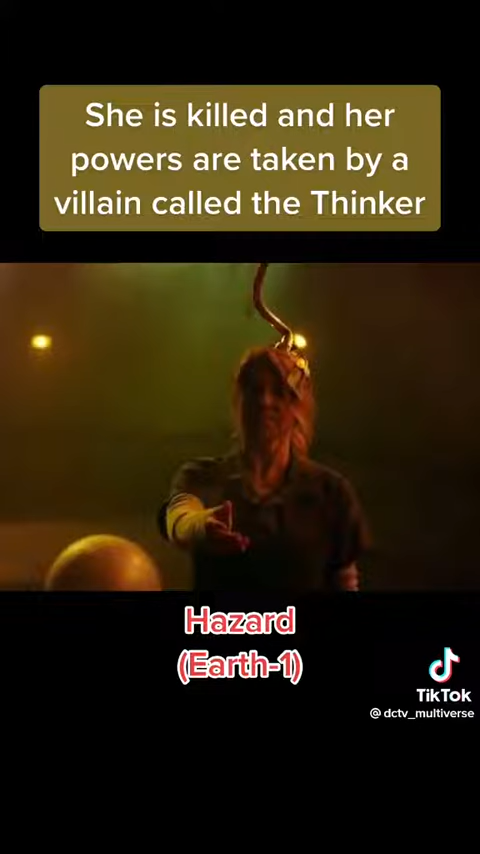 She is killed and her
powers are taken by a
villain called the Thinker
Hazard
(Earth-1)
TikTok
@dctv_multiverse